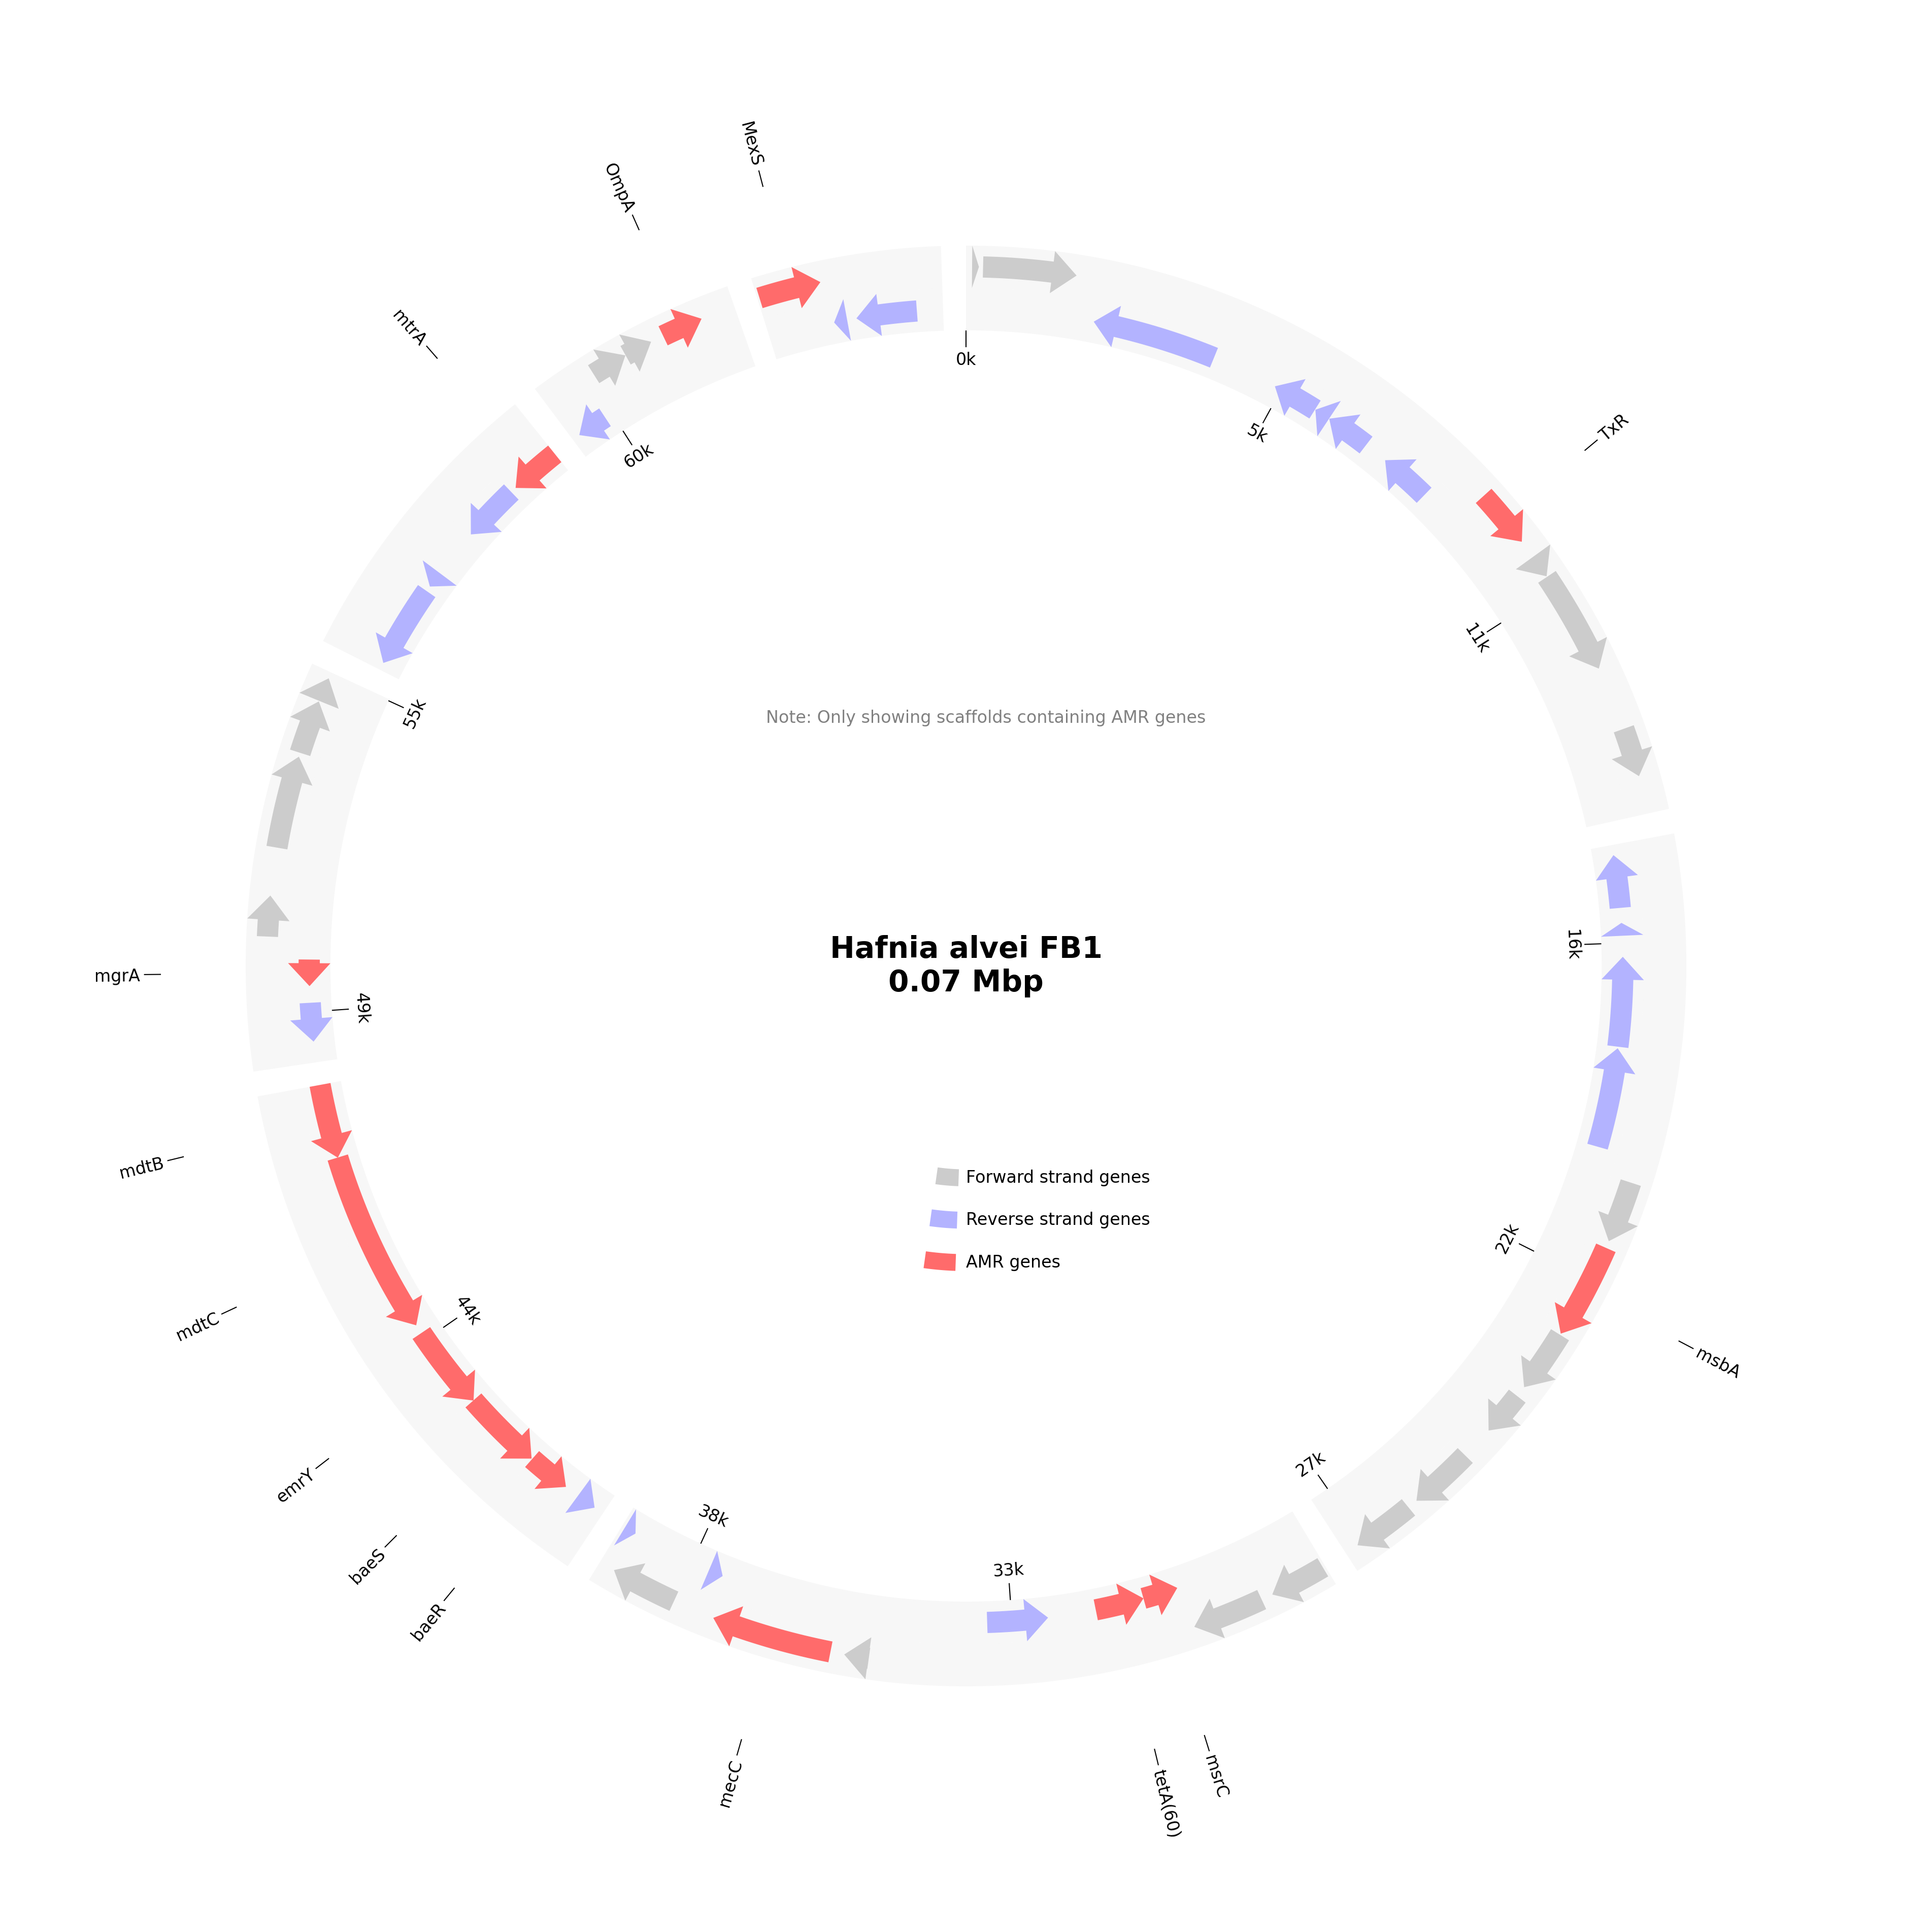 MexS
OmpA
mtrA
0k
TxR
5k
60k
11k
55k
Note: Only showing scaffolds containing AMR genes
16k
Hafnia alvei FB1
0.07 Mbp
mgrA
49k
mdtB
Forward strand genes
Reverse strand genes
AMR genes
22k
mdtC
44k
msbA
emrY
27k
38k
33k
baeS
baeR
mecC
msrC
tetA(60)